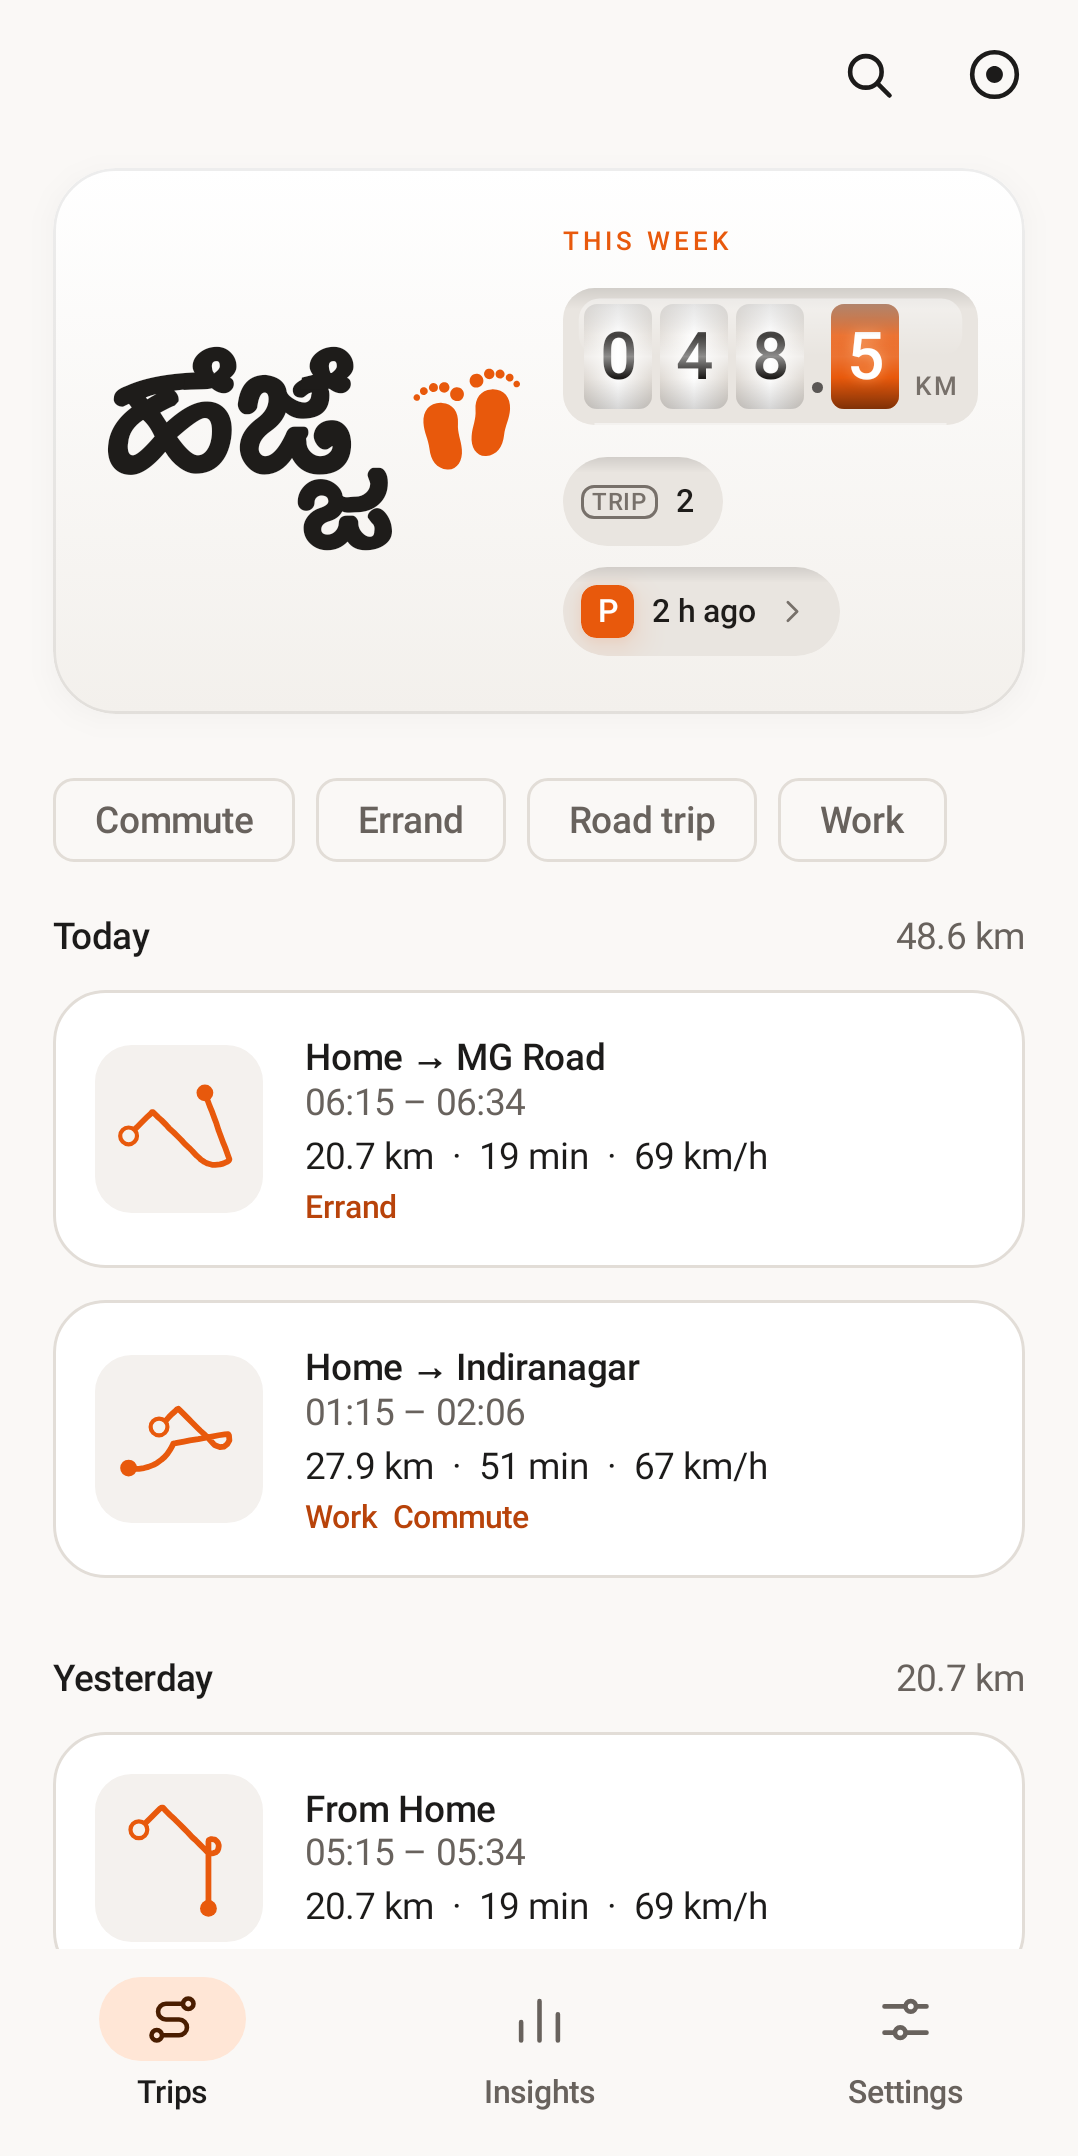 THIS WEEK
ಹೆಜ್ಜೆ
048.5 KM
TRIP 2
P 2 h ago
Commute Errand Road trip Work
Today 48.6 km
Home → MG Road
06:15 – 06:34
20.7 km · 19 min · 69 km/h
Errand
Home → Indiranagar
01:15 – 02:06
27.9 km · 51 min · 67 km/h
Work Commute
Yesterday 20.7 km
From Home
05:15 – 05:34
20.7 km · 19 min · 69 km/h
Trips Insights Settings